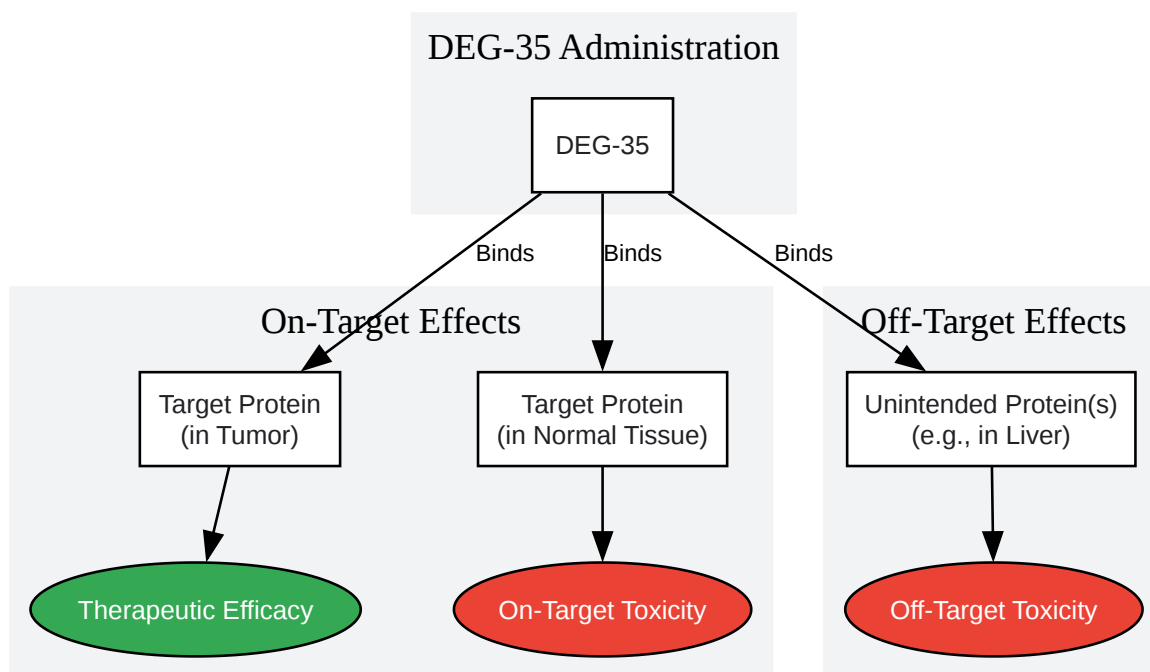 DEG-35 Administration
DEG-35
Binds
Binds
Binds
On-Target Effects
Off-Target Effects
Target Protein
(in Tumor)
Target Protein
(in Normal Tissue)
Unintended Protein(s)
(e.g., in Liver)
Therapeutic Efficacy
On-Target Toxicity
Off-Target Toxicity